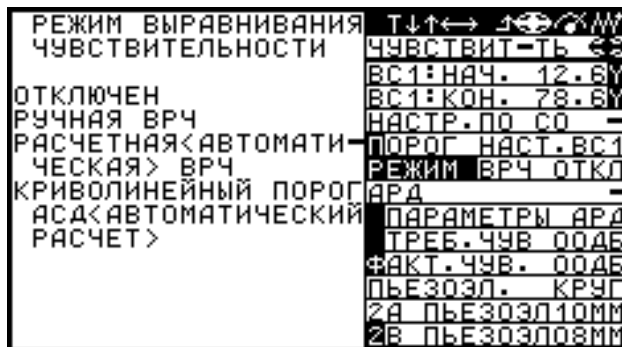 РЕЖИМ ВЫРАВНИВАНИЯ
ЧУВСТВИТЕЛЬНОСТИ
ОТКЛЮЧЕН
РУЧНАЯ ВРЧ
РАСЧЕТНАЯ<АВТОМАТИ-
ЧЕСКАЯ> ВРЧ
КРИВОЛИНЕЙНЫЙ ПОРОГ
АСД<АВТОМАТИЧЕСКИЙ
РАСЧЕТ>
ЧУВСТВИТ-ТЬ
ВС1:НАЧ. 12.6
ВС1:КОН. 78.6
НАСТР.ПО СО -
ПОРОГ НАСТ.ВС1
РЕЖИМ ВРЧ ОТКЛ
АРД -
ПАРАМЕТРЫ АРД
ТРЕБ.ЧУВ 00ДБ
ФАКТ.ЧУВ. 00ДБ
ПЬЕЗОЭЛ. КРУГ
2А ПЬЕЗОЭЛ10ММ
2В ПЬЕЗОЭЛ08ММ